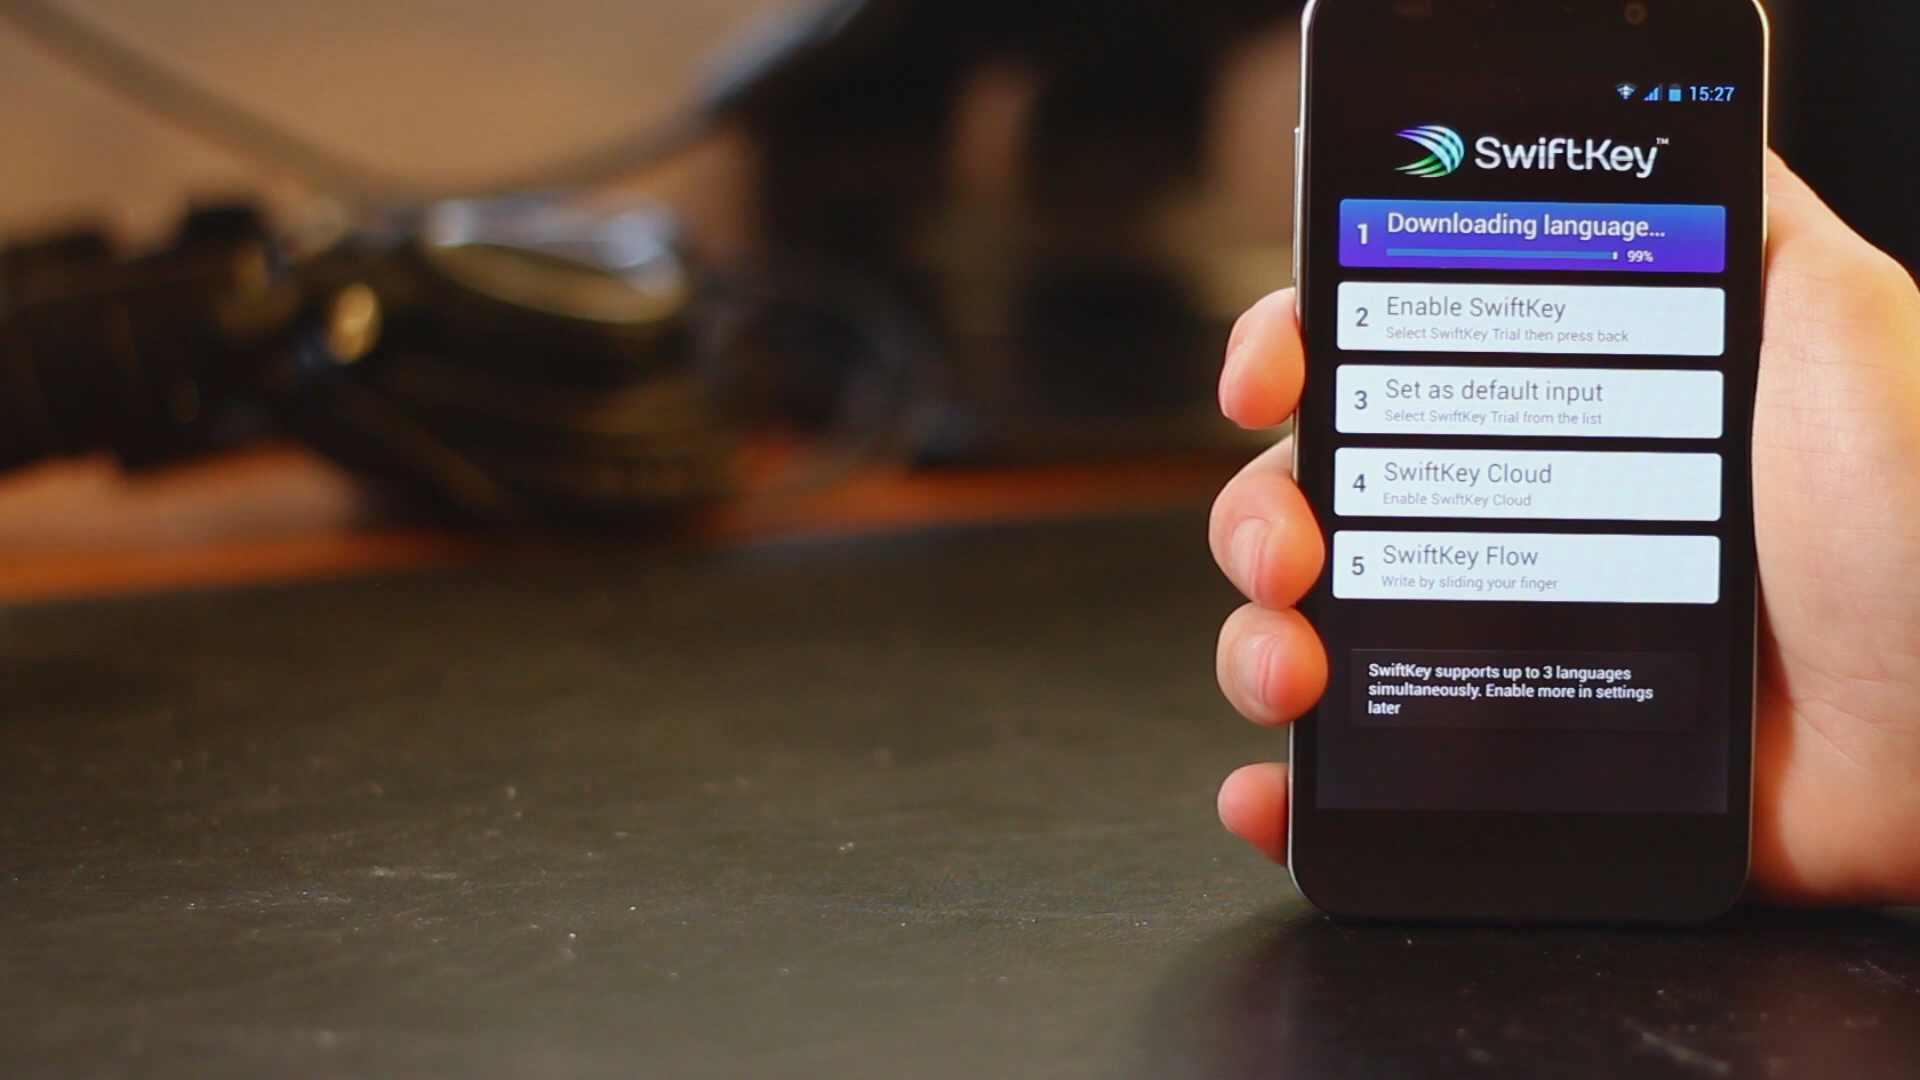 15:27
SwiftKey™
1 Downloading language...
99%
2 Enable SwiftKey
Select SwiftKey Trial then press back
3 Set as default input
Select SwiftKey Trial from the list
4 SwiftKey Cloud
Enable SwiftKey Cloud
5 SwiftKey Flow
Write by sliding your finger
SwiftKey supports up to 3 languages
simultaneously. Enable more in settings
later